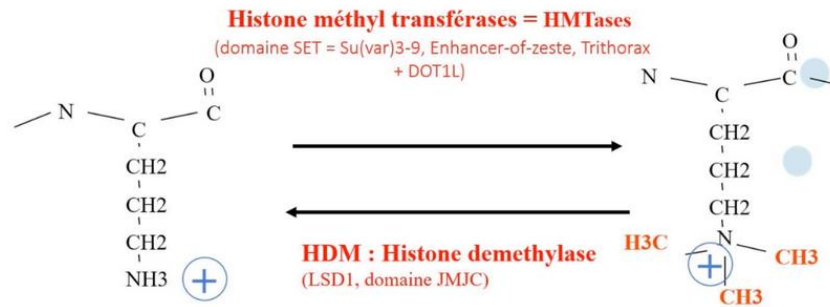 Histone méthyl transférases = HMTases
(domaine SET = Su(var)3-9, Enhancer-of-zeste, Trithorax
+ DOT1L)
O
N
C
C
CH2
CH2
CH2
NH3
+
HDM : Histone demethylase
(LSD1, domaine JMJC)
O
N
C
C
CH2
CH2
CH2
N
H3C
+
CH3
CH3